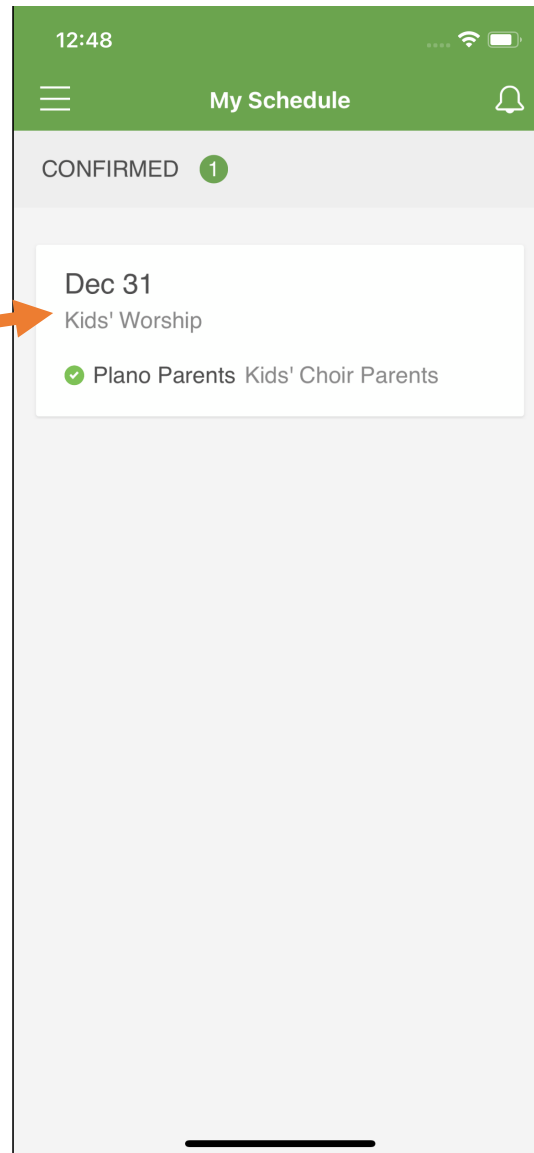 12:48
My Schedule
CONFIRMED 1
Dec 31
Kids' Worship
Plano Parents Kids' Choir Parents